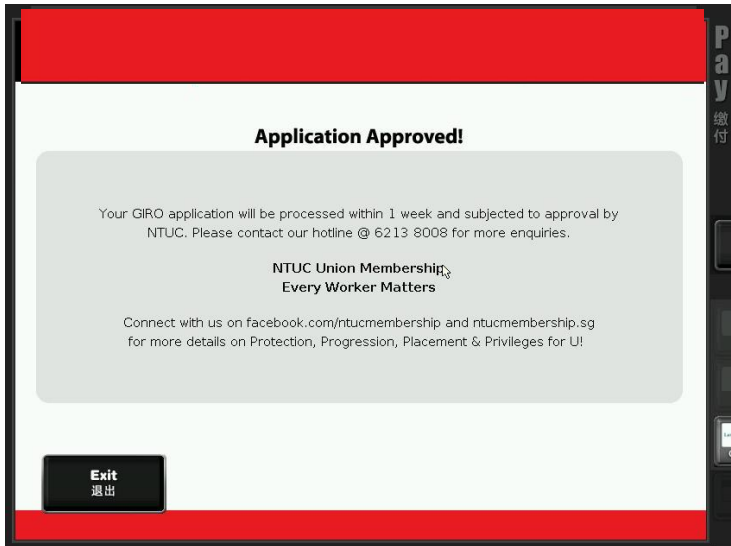 Application Approved!
Your GIRO application will be processed within 1 week and subjected to approval by
NTUC. Please contact our hotline @ 6213 8008 for more enquiries.
NTUC Union Membership
Every Worker Matters
Connect with us on facebook.com/ntucmembership and ntucmembership.sg
for more details on Protection, Progression, Placement & Privileges for U!
Exit
退出
Pay
缴付